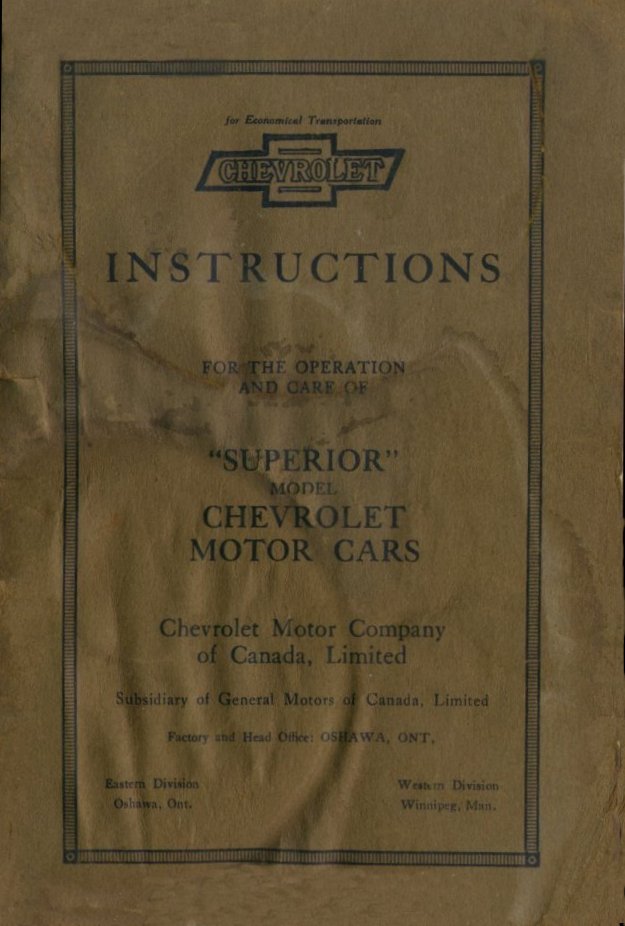 for Economical Transportation
CHEVROLET
INSTRUCTIONS
FOR THE OPERATION
AND CARE OF
"SUPERIOR"
MODEL
CHEVROLET
MOTOR CARS
Chevrolet Motor Company
of Canada, Limited
Subsidiary of General Motors of Canada, Limited
Factory and Head Office: OSHAWA, ONT.
Eastern Division
Oshawa, Ont.
Western Division
Winnipeg, Man.